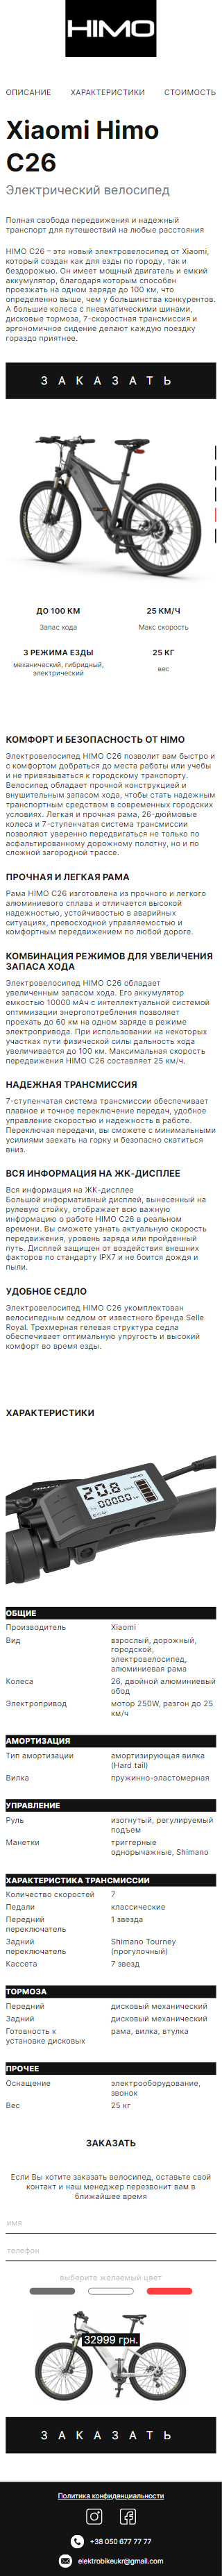 HIMO
ОПИСАНИЕ ХАРАКТЕРИСТИКИ СТОИМОСТЬ
Xiaomi Himo
C26
Электрический велосипед
Полная свобода передвижения и надежный
транспорт для путешествий на любые расстояния
HIMO C26 – это новый электровелосипед от Xiaomi,
который создан как для езды по городу, так и
бездорожью. Он имеет мощный двигатель и емкий
аккумулятор, благодаря которым способен
проезжать на одном заряде до 100 км, что
определенно выше, чем у большинства конкурентов.
А большие колеса с пневматическими шинами,
дисковые тормоза, 7-скоростная трансмиссия и
эргономичное сидение делают каждую поездку
гораздо приятнее.
ЗАКАЗАТЬ
ДО 100 КМ 25 КМ/Ч
Запас хода Макс скорость
3 РЕЖИМА ЕЗДЫ 25 КГ
механический, гибридный,
электрический
вес
КОМФОРТ И БЕЗОПАСНОСТЬ ОТ HIMO
Электровелосипед HIMO C26 позволит вам быстро и
с комфортом добраться до места работы или учебы
и не привязываться к городскому транспорту.
Велосипед обладает прочной конструкцией и
внушительным запасом хода, чтобы стать надежным
транспортным средством в современных городских
условиях. Легкая и прочная рама, 26-дюймовые
колеса и 7-ступенчатая система трансмиссии
позволяют уверенно передвигаться не только по
асфальтированному дорожному полотну, но и по
сложной загородной трассе.
ПРОЧНАЯ И ЛЕГКАЯ РАМА
Рама HIMO C26 изготовлена из прочного и легкого
алюминиевого сплава и отличается высокой
надежностью, устойчивостью в аварийных
ситуациях, превосходной управляемостью и
комфортным передвижением по любой дороге.
КОМБИНАЦИЯ РЕЖИМОВ ДЛЯ УВЕЛИЧЕНИЯ
ЗАПАСА ХОДА
Электровелосипед HIMO C26 обладает
увеличенным запасом хода. Его аккумулятор
емкостью 10000 мАч с интеллектуальной системой
оптимизации энергопотребления позволяет
проехать до 60 км на одном заряде в режиме
электропривода. При использовании на некоторых
участках пути физической силы дальность хода
увеличивается до 100 км. Максимальная скорость
передвижения HIMO C26 составляет 25 км/ч.
НАДЕЖНАЯ ТРАНСМИССИЯ
7-ступенчатая система трансмиссии обеспечивает
плавное и точное переключение передач, удобное
управление скоростью и надежность в работе.
Переключая передачи, вы сможете с минимальными
усилиями заехать на горку и безопасно скатиться
вниз.
ВСЯ ИНФОРМАЦИЯ НА ЖК-ДИСПЛЕЕ
Вся информация на ЖК-дисплее
Большой информативный дисплей, вынесенный на
рулевую стойку, отображает всю важную
информацию о работе HIMO C26 в реальном
времени. Вы сможете узнать актуальную скорость
передвижения, уровень заряда или пройденный
путь. Дисплей защищен от воздействия внешних
факторов по стандарту IPX7 и не боится дождя и
пыли.
УДОБНОЕ СЕДЛО
Электровелосипед HIMO C26 укомплектован
велосипедным седлом от известного бренда Selle
Royal. Трехмерная гелевая структура седла
обеспечивает оптимальную упругость и высокий
комфорт во время езды.
ХАРАКТЕРИСТИКИ
HIMO
20.8
ECO
ОБЩИЕ
Производитель Xiaomi
Вид взрослый, дорожный,
городской,
электровелосипед,
алюминиевая рама
Колеса 26, двойной алюминиевый
обод
Электропривод мотор 250W, разгон до 25
км/ч
АМОРТИЗАЦИЯ
Тип амортизации амортизирующая вилка
(Hard tail)
Вилка пружинно-эластомерная
УПРАВЛЕНИЕ
Руль изогнутый, регулируемый
подъем
Манетки триггерные
однорычажные, Shimano
ХАРАКТЕРИСТИКА ТРАНСМИССИИ
Количество скоростей 7
Педали классические
Передний 1 звезда
переключатель
Задний Shimano Tourney
переключатель (прогулочный)
Кассета 7 звезд
ТОРМОЗА
Передний дисковый механический
Задний дисковый механический
Готовность к рама, вилка, втулка
установке дисковых
ПРОЧЕЕ
Оснащение электрооборудование,
звонок
Вес 25 кг
ЗАКАЗАТЬ
Если Вы хотите заказать велосипед, оставьте свой
контакт и наш менеджер перезвонит вам в
ближайшее время
имя
телефон
выберите желаемый цвет
32999 грн.
ЗАКАЗАТЬ
Политика конфиденциальности
+38 050 677 77 77
elektrobikeukr@gmail.com